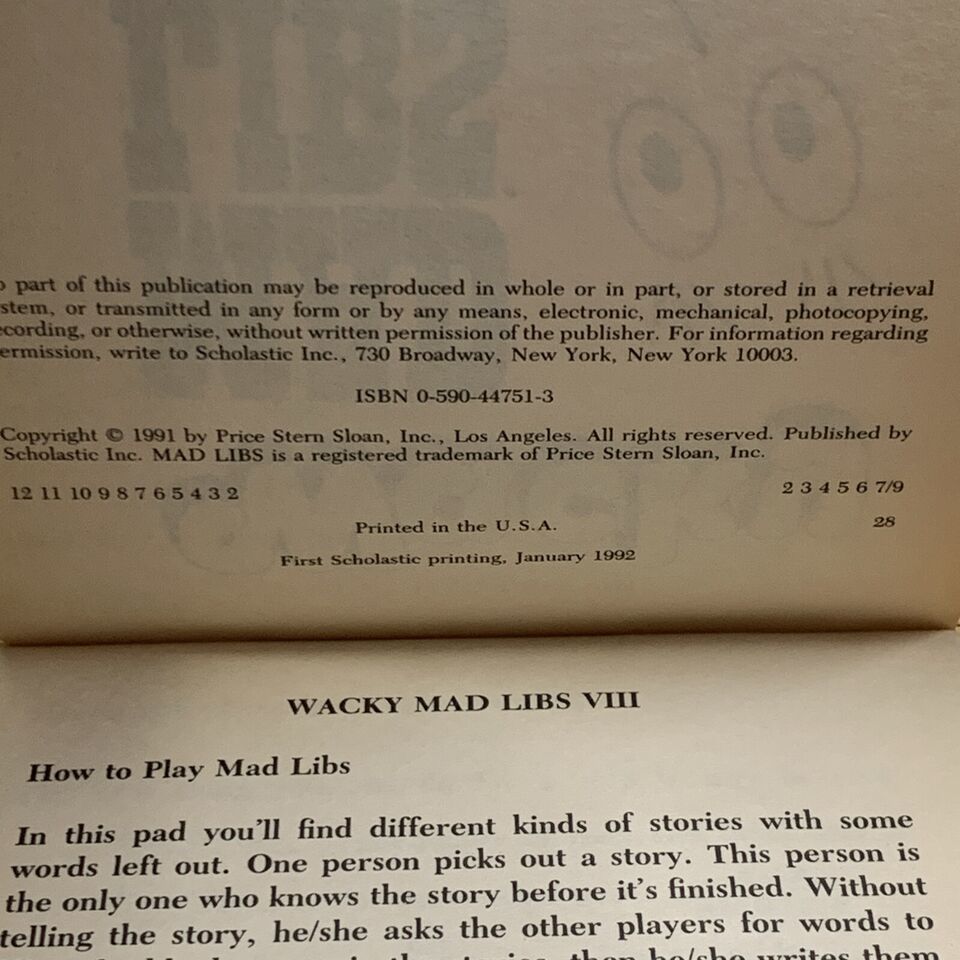 part of this publication may be reproduced in whole or in part, or stored in a retrieval
stem, or transmitted in any form or by any means, electronic, mechanical, photocopying,
cording, or otherwise, without written permission of the publisher. For information regarding
ermission, write to Scholastic Inc., 730 Broadway, New York, New York 10003.
ISBN 0-590-44751-3
Copyright © 1991 by Price Stern Sloan, Inc., Los Angeles. All rights reserved. Published by
Scholastic Inc. MAD LIBS is a registered trademark of Price Stern Sloan, Inc.
12 11 10 9 8 7 6 5 4 3 2 2 3 4 5 6 7/9
Printed in the U.S.A. 28
First Scholastic printing, January 1992
WACKY MAD LIBS VIII
How to Play Mad Libs
In this pad you'll find different kinds of stories with some
words left out. One person picks out a story. This person is
the only one who knows the story before it's finished. Without
telling the story, he/she asks the other players for words to
then he/she writes them